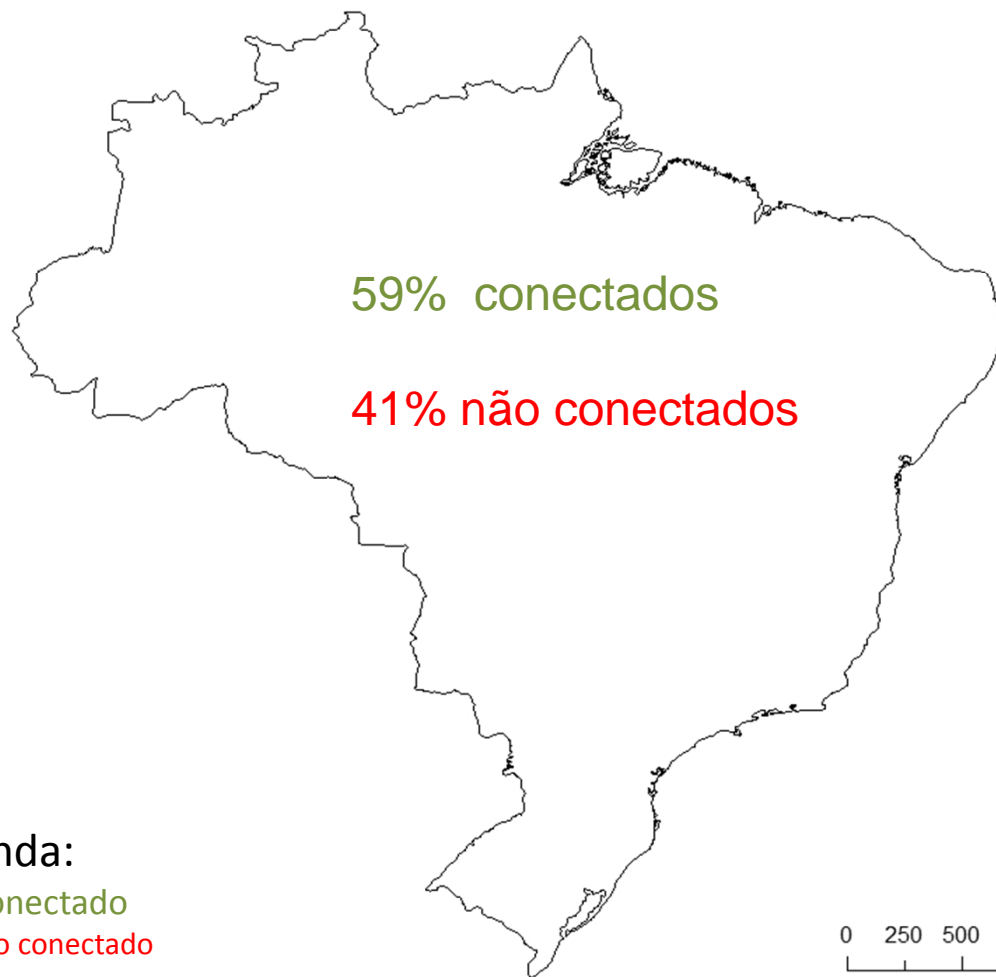 59% conectados
41% não conectados
nda:
onectado
o conectado
0 250 500